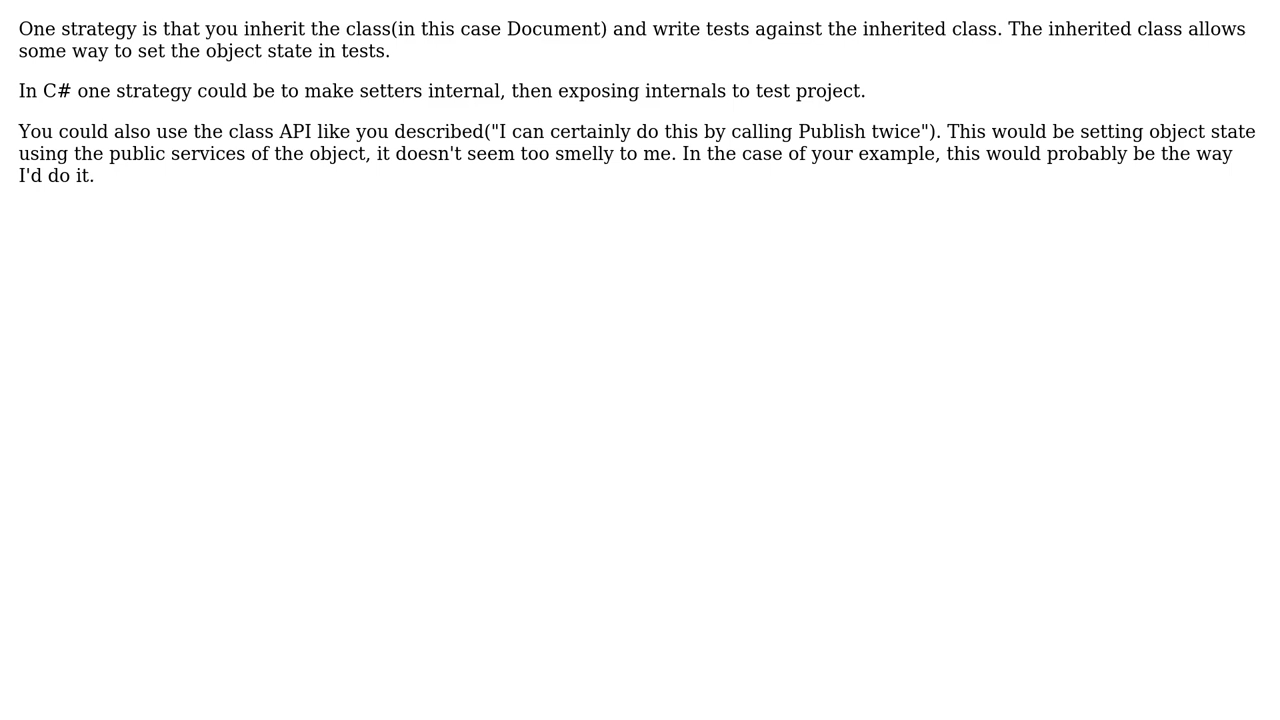 One strategy is that you inherit the class(in this case Document) and write tests against the inherited class. The inherited class allows
some way to set the object state in tests.
In C# one strategy could be to make setters internal, then exposing internals to test project.
You could also use the class API like you described("I can certainly do this by calling Publish twice"). This would be setting object state
using the public services of the object, it doesn't seem too smelly to me. In the case of your example, this would probably be the way
I'd do it.